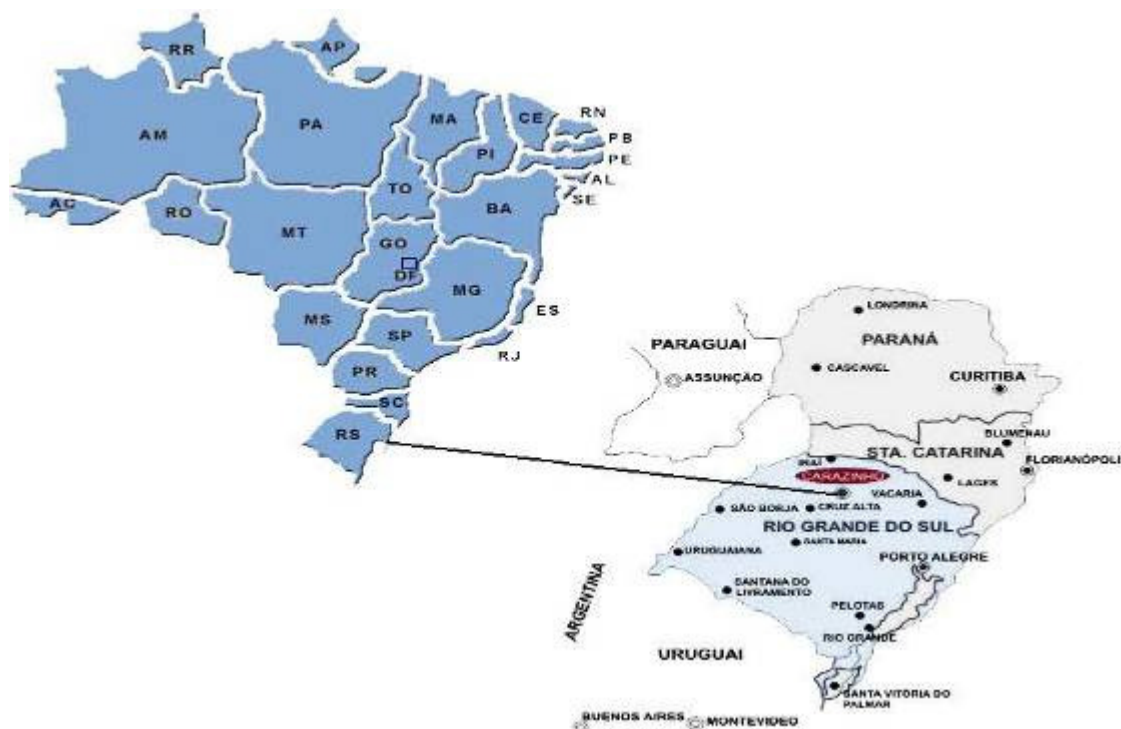 RR
AP
AM
PA
MA
CE
RN
PB
PI
PE
AL
SE
TO
AC
RO
BA
MT
GO
DF
MG
ES
MS
SP
RJ
PR
SC
RS
LONDRINA
PARANÁ
PARAGUAI
CASCAVEL
ASSUNÇÃO
CURITIBA
BLUMENAU
STA. CATARINA
IRAÍ
FLORIANÓPOLI
CARAZINHO
LAGES
VACARIA
SÃO BORJA
CRUZ ALTA
RIO GRANDE DO SUL
SANTA MARIA
URUGUAIANA
PORTO ALEGRE
SANTANA DO
LIVRAMENTO
ARGENTINA
PELOTAS
RIO GRANDE
URUGUAI
SANTA VITÓRIA DO
PALMAR
BUENOS AIRES
MONTEVIDEO